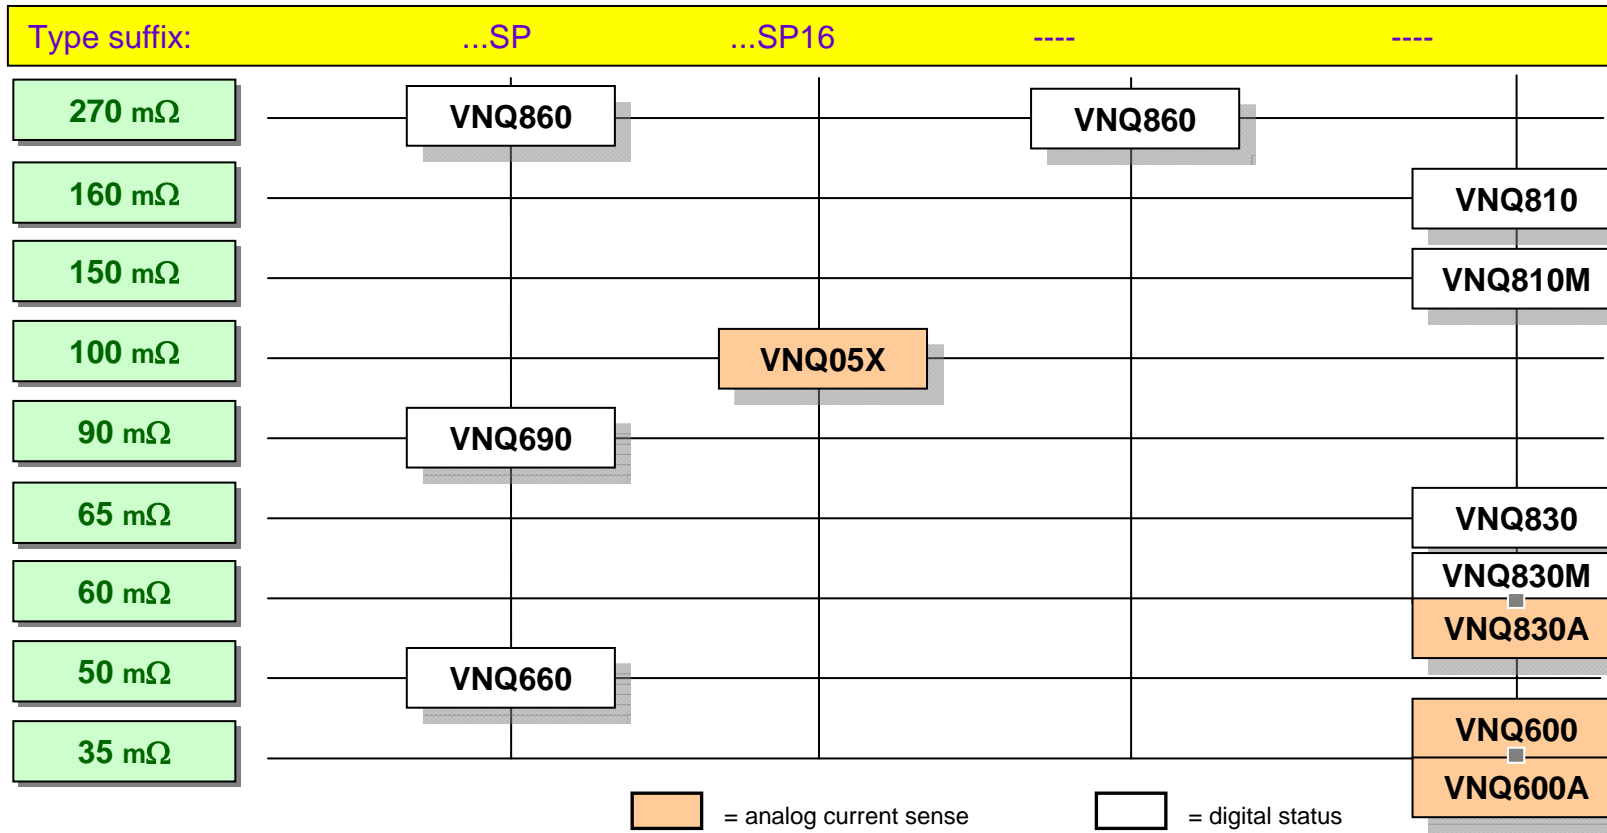 Type suffix: ...SP ...SP16 ---- ----
270 mΩ VNQ860 VNQ860
160 mΩ VNQ810
150 mΩ VNQ810M
100 mΩ VNQ05X
90 mΩ VNQ690
65 mΩ VNQ830
60 mΩ VNQ830M
VNQ830A
50 mΩ VNQ660
35 mΩ VNQ600
VNQ600A
= analog current sense = digital status